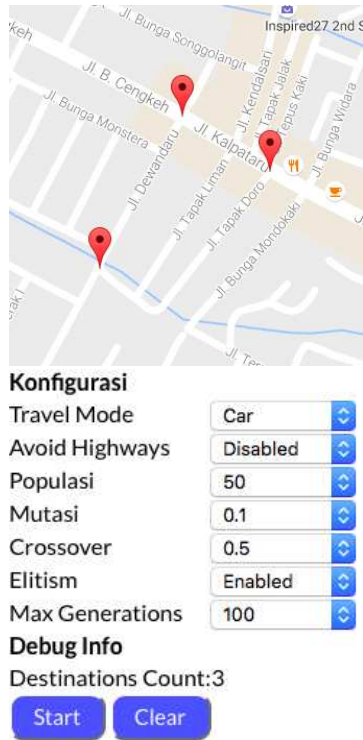 Inspired27 2nd S
Jl. Bunga Songgolangit
Jl. Kendalsari
Jl. Tapak Jalak
Tepus Kaki
Jl. B. Cengkeh
Jl. Kalpataru
Jl. Bunga Widara
Jl. Bunga Monstera
Jl. Dewandaru
Jl. Tapak Liman
Jl. Tapak Doro
Jl. Bunga Mondokaki
Konfigurasi
Travel Mode Car
Avoid Highways Disabled
Populasi 50
Mutasi 0.1
Crossover 0.5
Elitism Enabled
Max Generations 100
Debug Info
Destinations Count:3
Start Clear